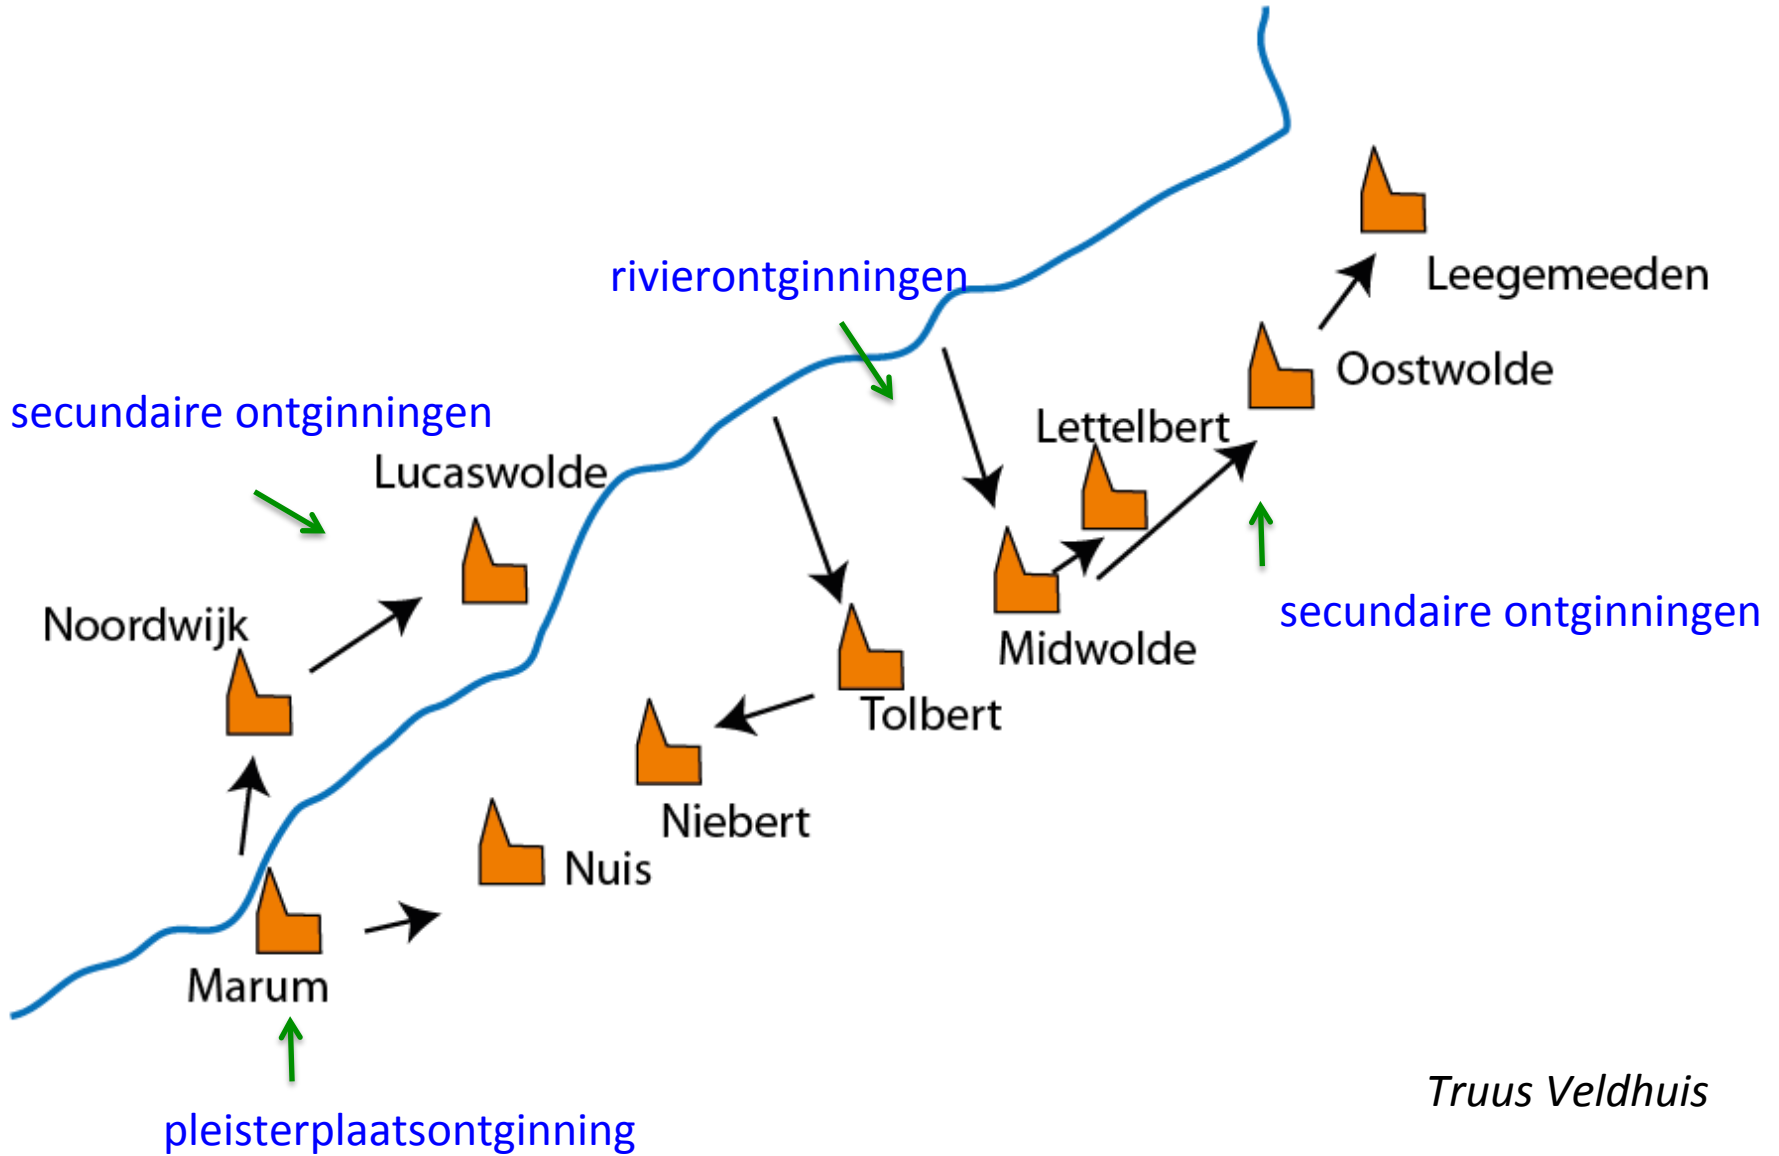 rivierontginningen
Leegemeeden
Oostwolde
secundaire ontginningen
Lettelbert
Lucaswolde
Noordwijk
secundaire ontginningen
Midwolde
Tolbert
Niebert
Nuis
Marum
Truus Veldhuis
pleisterplaatsontginning